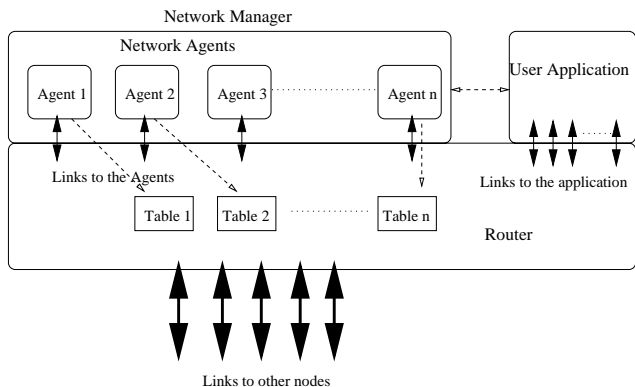 Network Manager
Network Agents
User Application
Agent 1
Agent 2
Agent 3
Agent n
Links to the Agents
Links to the application
Table 1
Table 2
Table n
Router
Links to other nodes